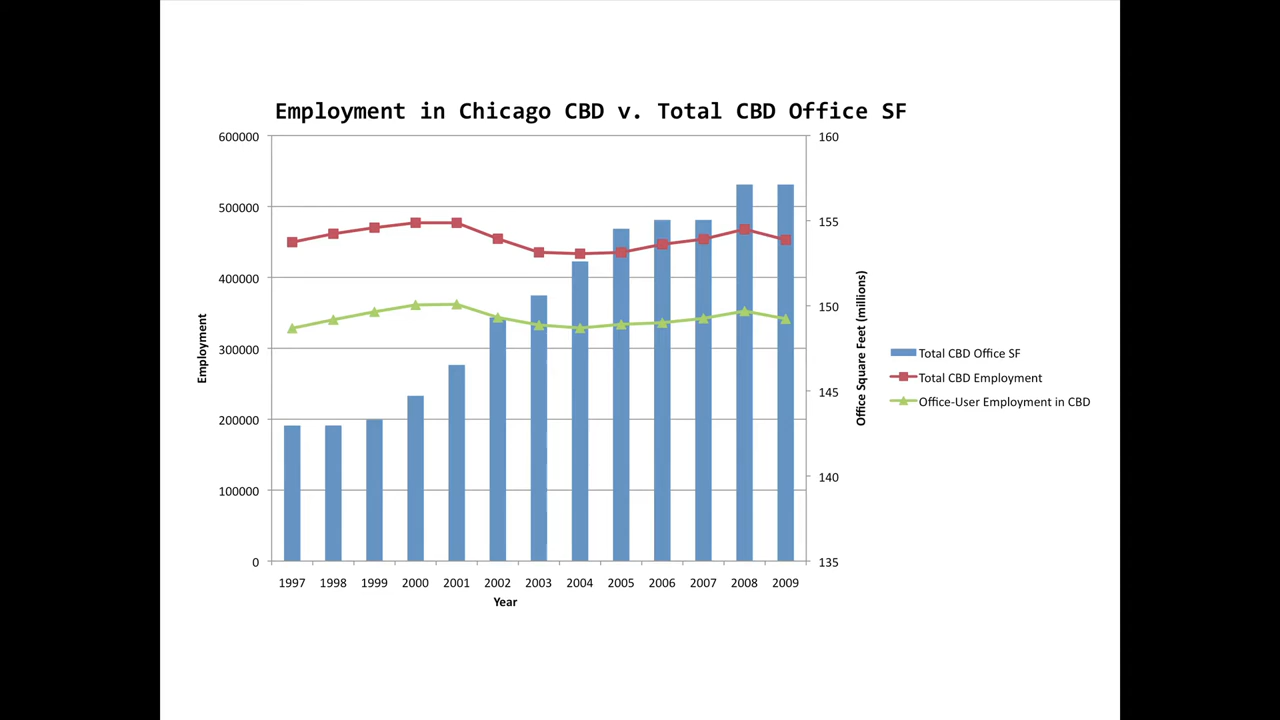 Employment in Chicago CBD v. Total CBD Office SF
600000
500000
400000
300000
200000
100000
0
Employment
160
155
150
145
140
135
Office Square Feet (millions)
Total CBD Office SF
Total CBD Employment
Office-User Employment in CBD
1997 1998 1999 2000 2001 2002 2003 2004 2005 2006 2007 2008 2009
Year